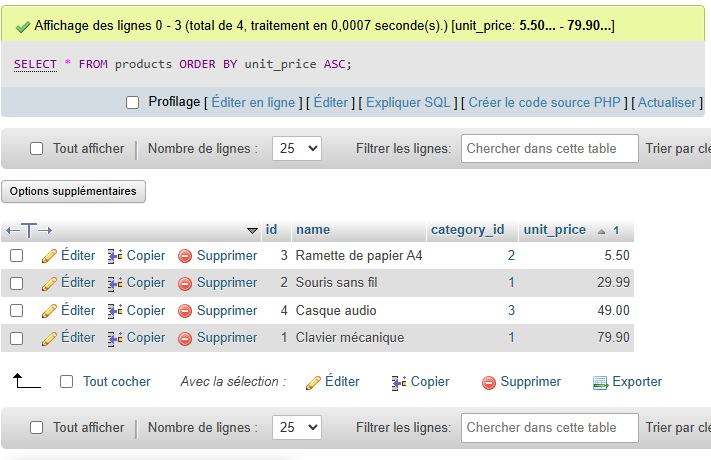 Affichage des lignes 0 - 3 (total de 4, traitement en 0,0007 seconde(s).) [unit_price: 5.50... - 79.90...]
SELECT * FROM products ORDER BY unit_price ASC;
Profilage [ Éditer en ligne ] [ Éditer ] [ Expliquer SQL ] [ Créer le code source PHP ] [ Actualiser ]
Tout afficher Nombre de lignes : 25 Filtrer les lignes: Chercher dans cette table Trier par clé
Options supplémentaires
id name category_id unit_price 1
Éditer Copier Supprimer 3 Ramette de papier A4 2 5.50
Éditer Copier Supprimer 2 Souris sans fil 1 29.99
Éditer Copier Supprimer 4 Casque audio 3 49.00
Éditer Copier Supprimer 1 Clavier mécanique 1 79.90
Tout cocher Avec la sélection : Éditer Copier Supprimer Exporter
Tout afficher Nombre de lignes : 25 Filtrer les lignes: Chercher dans cette table Trier par clé